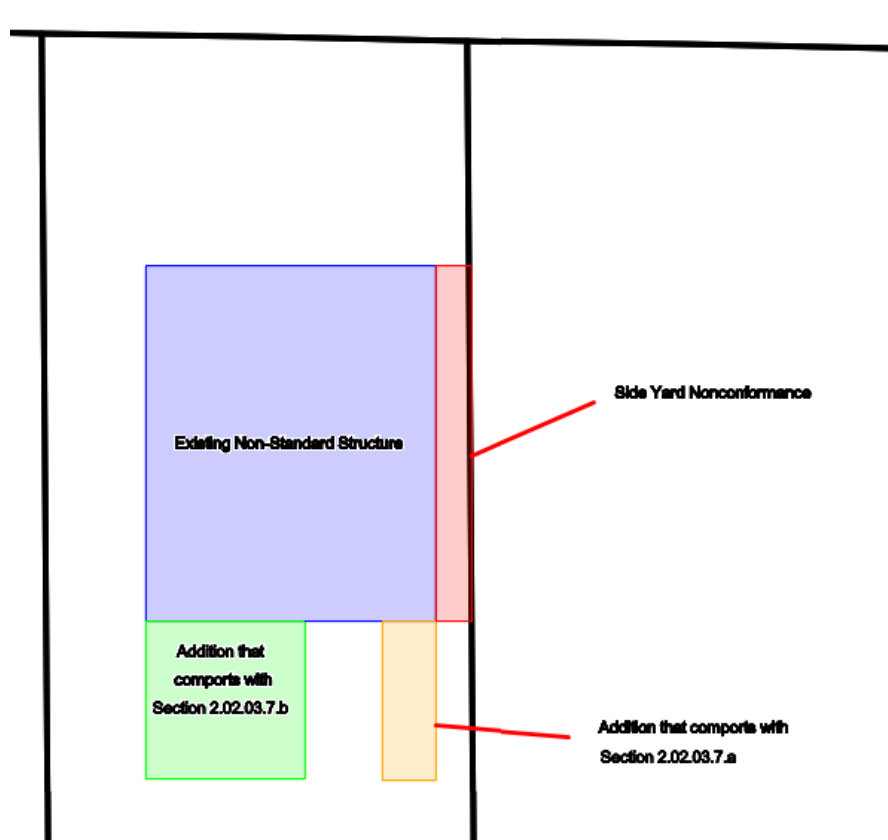 Side Yard Nonconformance
Existing Non-Standard Structure
Addition that
comports with
Section 2.02.03.7.b
Addition that comports with
Section 2.02.03.7.a